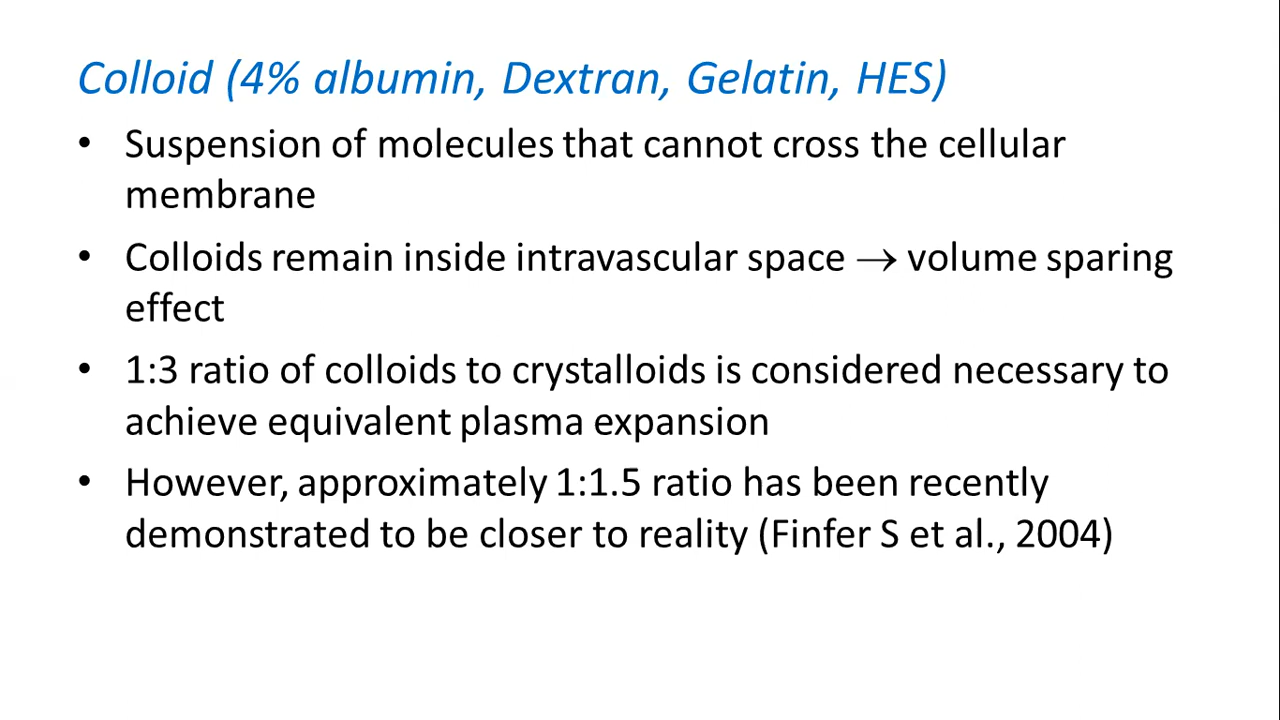 Colloid (4% albumin, Dextran, Gelatin, HES)
• Suspension of molecules that cannot cross the cellular
membrane
• Colloids remain inside intravascular space → volume sparing
effect
• 1:3 ratio of colloids to crystalloids is considered necessary to
achieve equivalent plasma expansion
• However, approximately 1:1.5 ratio has been recently
demonstrated to be closer to reality (Finfer S et al., 2004)